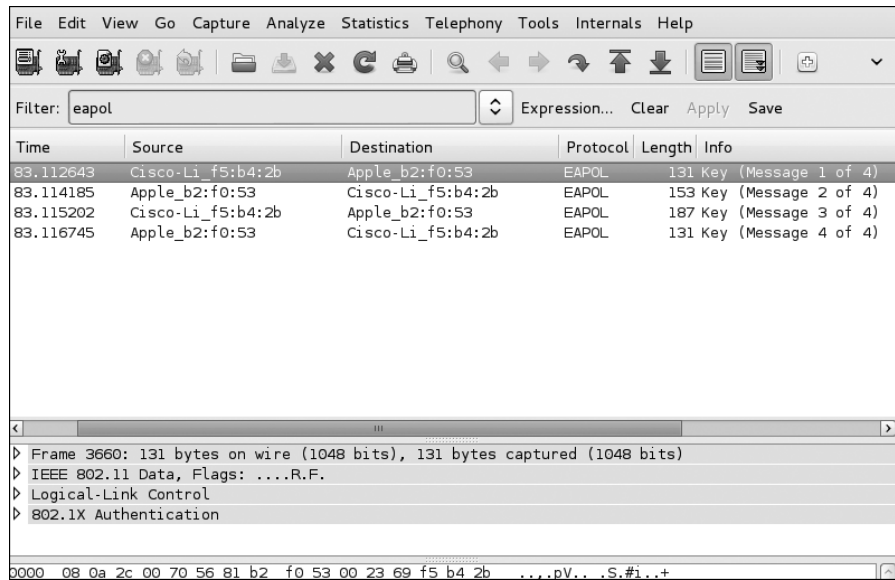 File Edit View Go Capture Analyze Statistics Telephony Tools Internals Help
Filter: eapol Expression... Clear Apply Save
Time Source Destination Protocol Length Info
83.112643 Cisco-Li_f5:b4:2b Apple_b2:f0:53 EAPOL 131 Key (Message 1 of 4)
83.114185 Apple_b2:f0:53 Cisco-Li_f5:b4:2b EAPOL 153 Key (Message 2 of 4)
83.115202 Cisco-Li_f5:b4:2b Apple_b2:f0:53 EAPOL 187 Key (Message 3 of 4)
83.116745 Apple_b2:f0:53 Cisco-Li_f5:b4:2b EAPOL 131 Key (Message 4 of 4)
Frame 3660: 131 bytes on wire (1048 bits), 131 bytes captured (1048 bits)
IEEE 802.11 Data, Flags: ....R.F.
Logical-Link Control
802.1X Authentication
0000 08 0a 2c 00 70 56 81 b2 f0 53 00 23 69 f5 b4 2b ..,.pV.. .S.#i..+